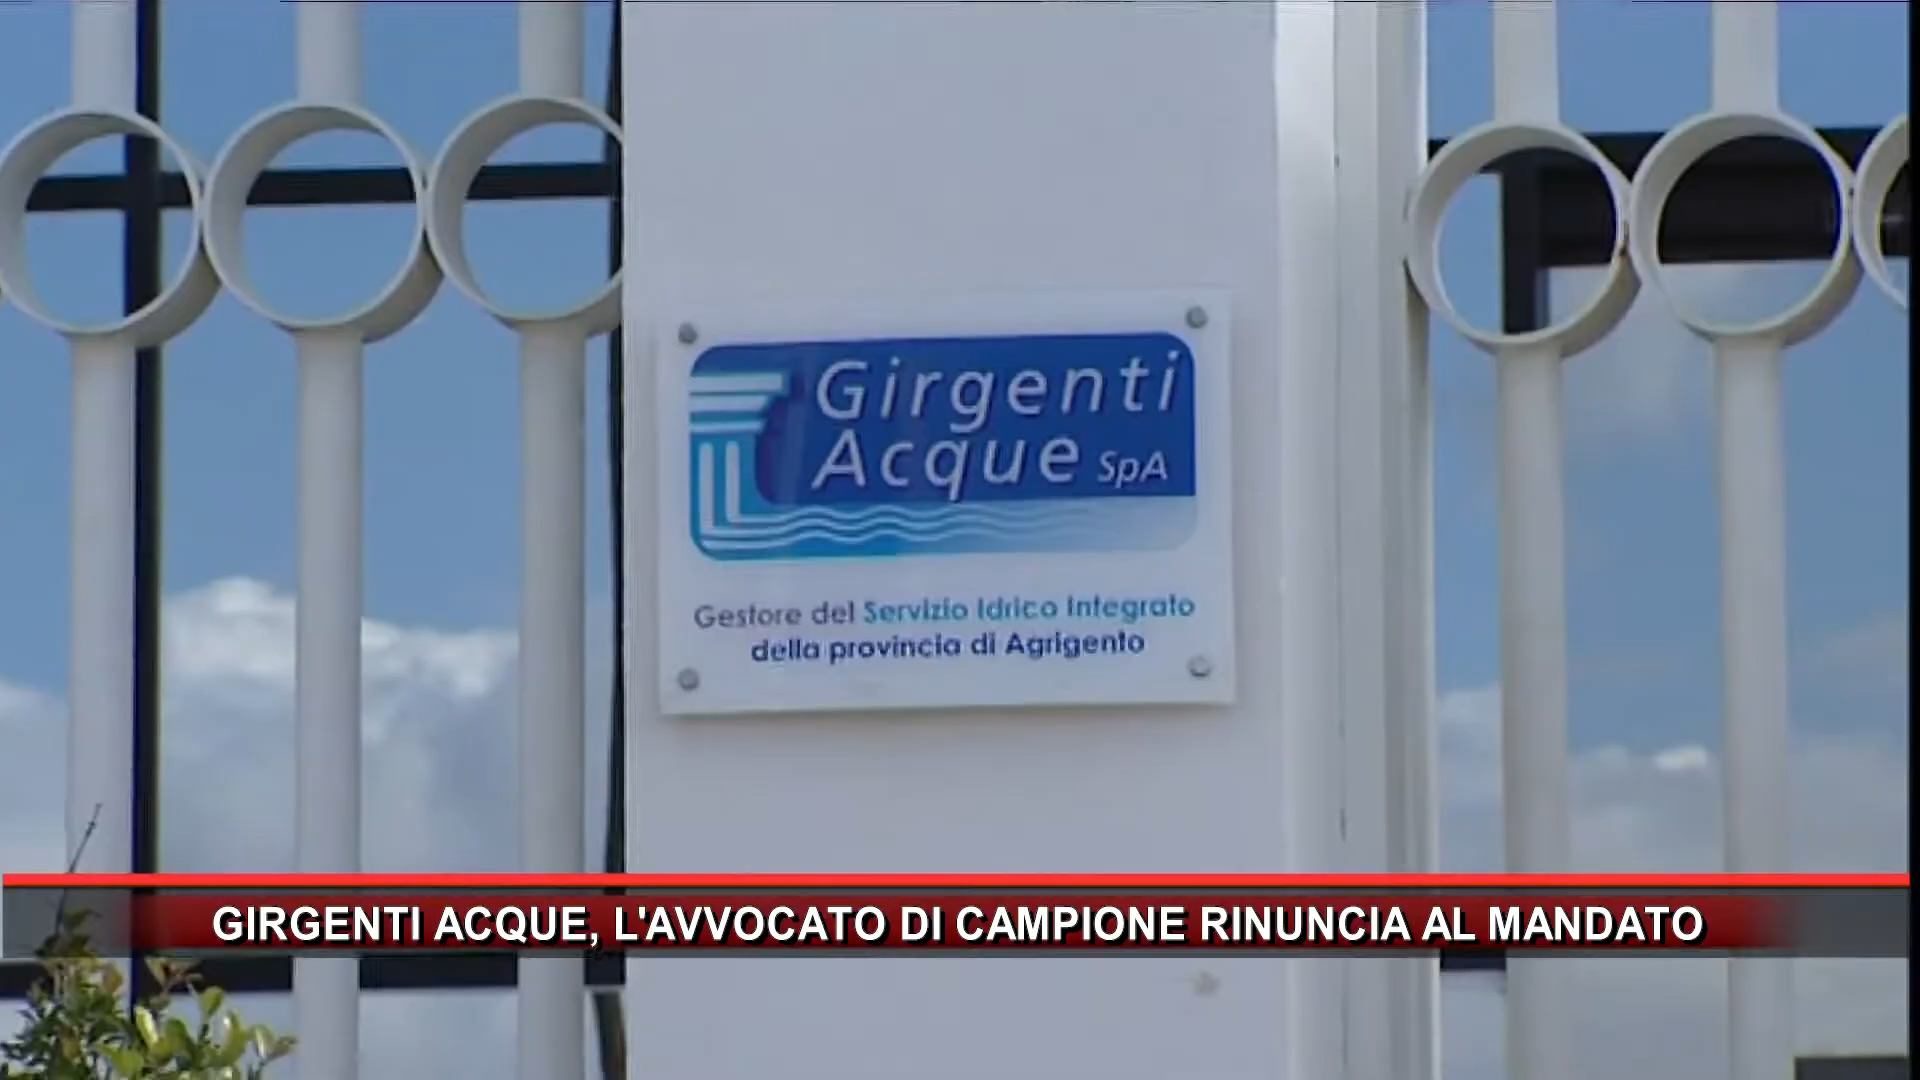 Girgenti
Acque SpA
Gestore del Servizio Idrico Integrato
della provincia di Agrigento
GIRGENTI ACQUE, L'AVVOCATO DI CAMPIONE RINUNCIA AL MANDATO